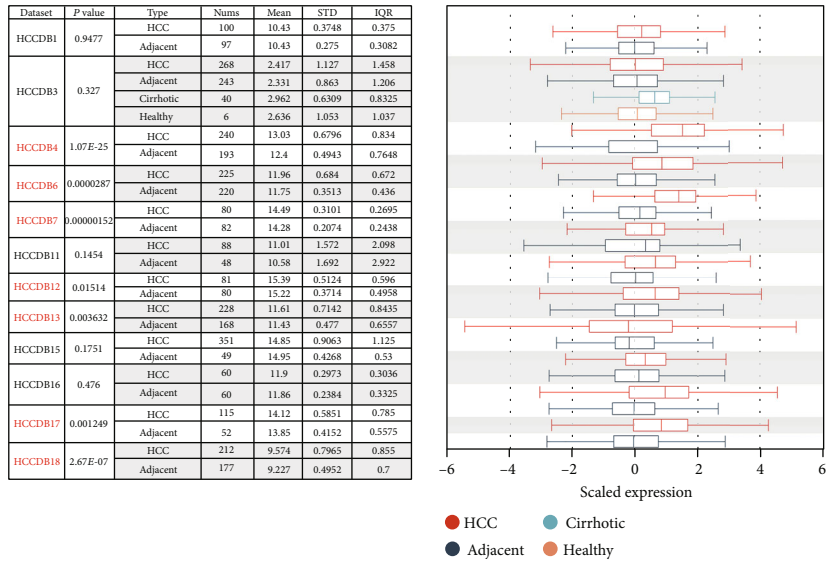 Dataset P value Type Nums Mean STD IQR
HCCDB1 0.9477 HCC 100 10.43 0.3748 0.375
Adjacent 97 10.43 0.275 0.3082
HCCDB3 0.327 HCC 268 2.417 1.127 1.458
Adjacent 243 2.331 0.863 1.206
Cirrhotic 40 2.962 0.6309 0.8325
Healthy 6 2.636 1.053 1.037
HCCDB4 1.07E-25 HCC 240 13.03 0.6796 0.834
Adjacent 193 12.4 0.4943 0.7648
HCCDB6 0.0000287 HCC 225 11.96 0.684 0.672
Adjacent 220 11.75 0.3513 0.436
HCCDB7 0.00000152 HCC 80 14.49 0.3101 0.2695
Adjacent 82 14.28 0.2074 0.2438
HCCDB11 0.1454 HCC 88 11.01 1.572 2.098
Adjacent 48 10.58 1.692 2.922
HCCDB12 0.01514 HCC 81 15.39 0.5124 0.596
Adjacent 80 15.22 0.3714 0.4958
HCCDB13 0.003632 HCC 228 11.61 0.7142 0.8435
Adjacent 168 11.43 0.477 0.6557
HCCDB15 0.1751 HCC 351 14.85 0.9063 1.125
Adjacent 49 14.95 0.4268 0.53
HCCDB16 0.476 HCC 60 11.9 0.2973 0.3036
Adjacent 60 11.86 0.2384 0.3325
HCCDB17 0.001249 HCC 115 14.12 0.5851 0.785
Adjacent 52 13.85 0.4152 0.5575
HCCDB18 2.67E-07 HCC 212 9.574 0.7965 0.855
Adjacent 177 9.227 0.4952 0.7
−6 −4 −2 0 2 4 6
Scaled expression
HCC Cirrhotic
Adjacent Healthy